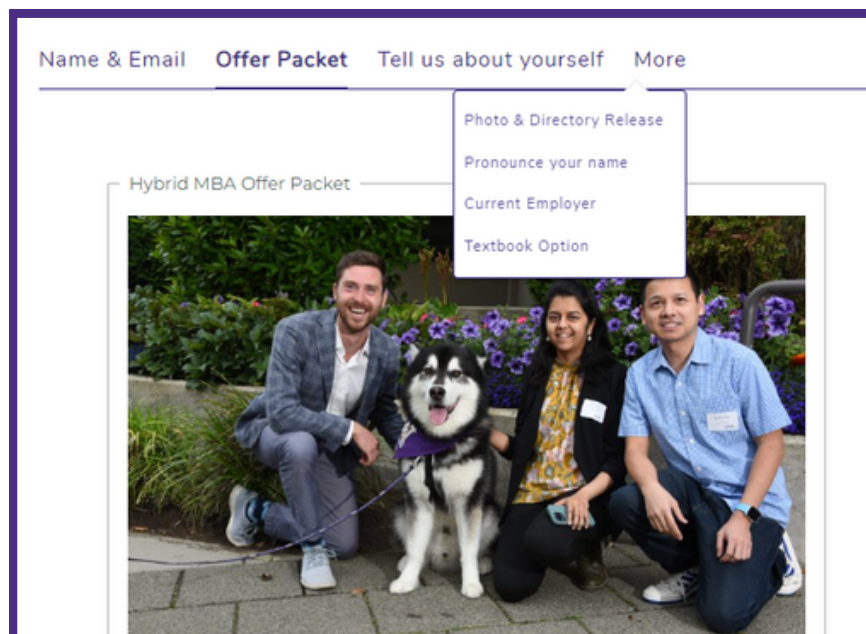 Name & Email Offer Packet Tell us about yourself More
Photo & Directory Release
Pronounce your name
Current Employer
Textbook Option
Hybrid MBA Offer Packet